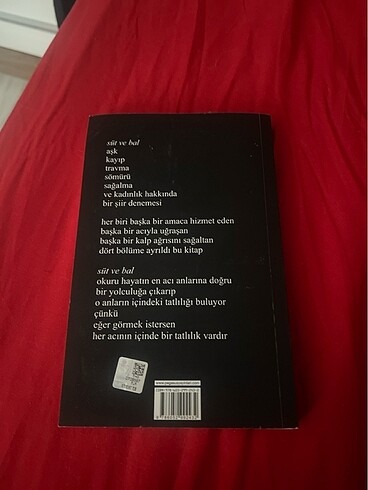 süt ve bal
aşk
kayıp
travma
sömürü
sağalma
ve kadınlık hakkında
bir şiir denemesi
her biri başka bir amaca hizmet eden
başka bir acıyla uğraşan
başka bir kalp ağrısını sağaltan
dört bölüme ayrıldı bu kitap
süt ve bal
okuru hayatın en acı anlarına doğru
bir yolculuğa çıkarıp
o anların içindeki tatlılığı buluyor
çünkü
eğer görmek istersen
her acının içinde bir tatlılık vardır